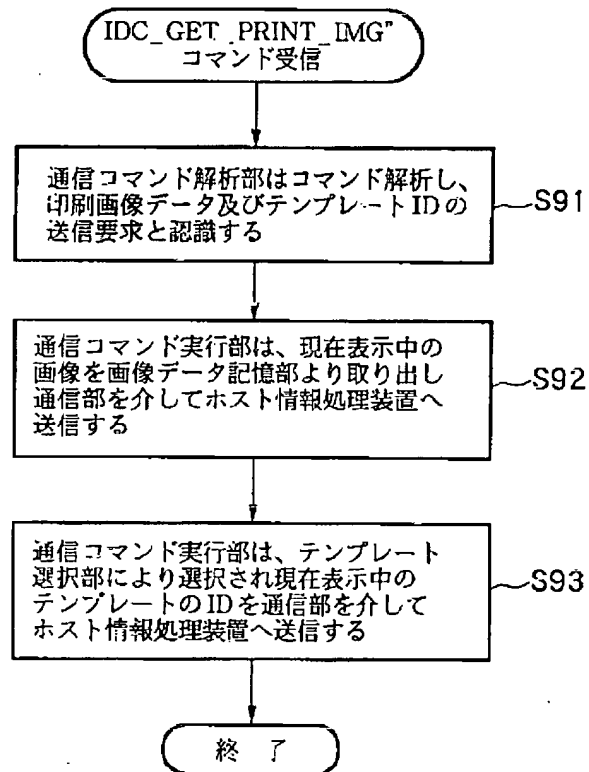 IDC_GET_PRINT_IMG"
コマンド受信
通信コマンド解析部はコマンド解析し、
印刷画像データ及びテンプレートIDの
送信要求と認識する
S91
通信コマンド実行部は、現在表示中の
画像を画像データ記憶部より取り出し
通信部を介してホスト情報処理装置へ
送信する
S92
通信コマンド実行部は、テンプレート
選択部により選択され現在表示中の
テンプレートのIDを通信部を介して
ホスト情報処理装置へ送信する
S93
終 了